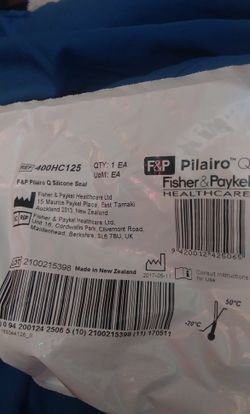 REF 400HC125
QTY: 1 EA
UoM: EA
F&P Pilairo™ Q
Fisher & Paykel
HEALTHCARE
F&P Pilairo Q Silicone Seal
Fisher & Paykel Healthcare Ltd,
15 Maurice Paykel Place, East Tamaki
Auckland 2013, New Zealand
Fisher & Paykel Healthcare Ltd,
Unit 16, Cordwallis Park, Clivemont Road,
Maidenhead, Berkshire, SL6 7BU, UK
LOT 2100215398
Made in New Zealand
2017-05-11
Consult Instructions
for Use
50°C